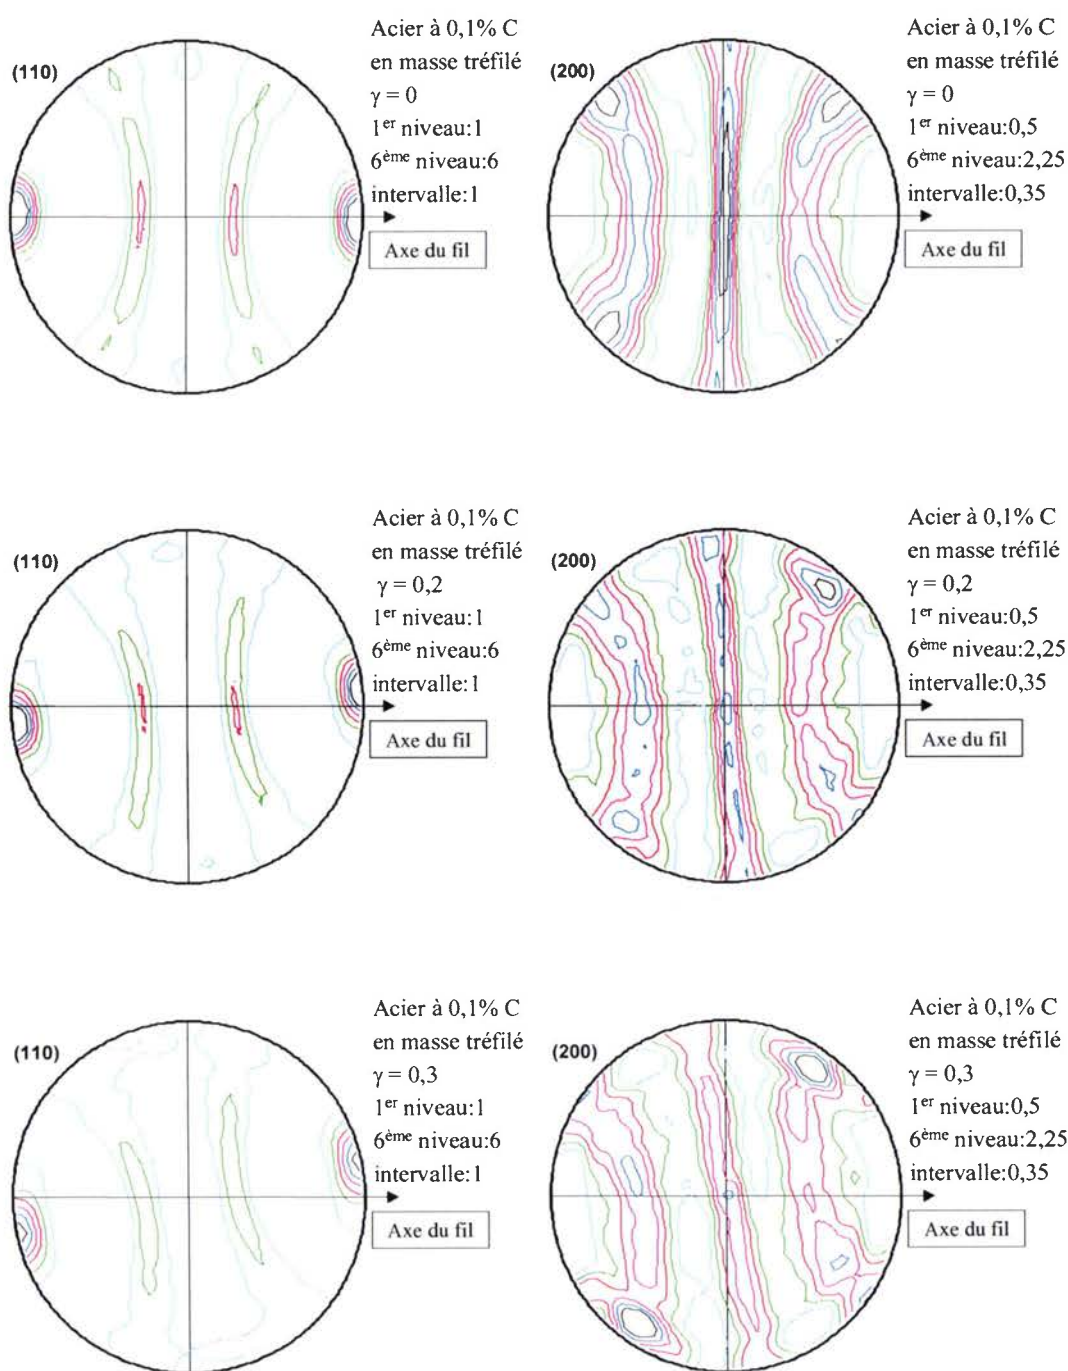 (110)
Acier à 0,1% C
en masse tréfilé
γ = 0
1er niveau:1
6ème niveau:6
intervalle:1
Axe du fil
(200)
Acier à 0,1% C
en masse tréfilé
γ = 0
1er niveau:0,5
6ème niveau:2,25
intervalle:0,35
Axe du fil
(110)
Acier à 0,1% C
en masse tréfilé
γ = 0,2
1er niveau:1
6ème niveau:6
intervalle:1
Axe du fil
(200)
Acier à 0,1% C
en masse tréfilé
γ = 0,2
1er niveau:0,5
6ème niveau:2,25
intervalle:0,35
Axe du fil
(110)
Acier à 0,1% C
en masse tréfilé
γ = 0,3
1er niveau:1
6ème niveau:6
intervalle:1
Axe du fil
(200)
Acier à 0,1% C
en masse tréfilé
γ = 0,3
1er niveau:0,5
6ème niveau:2,25
intervalle:0,35
Axe du fil